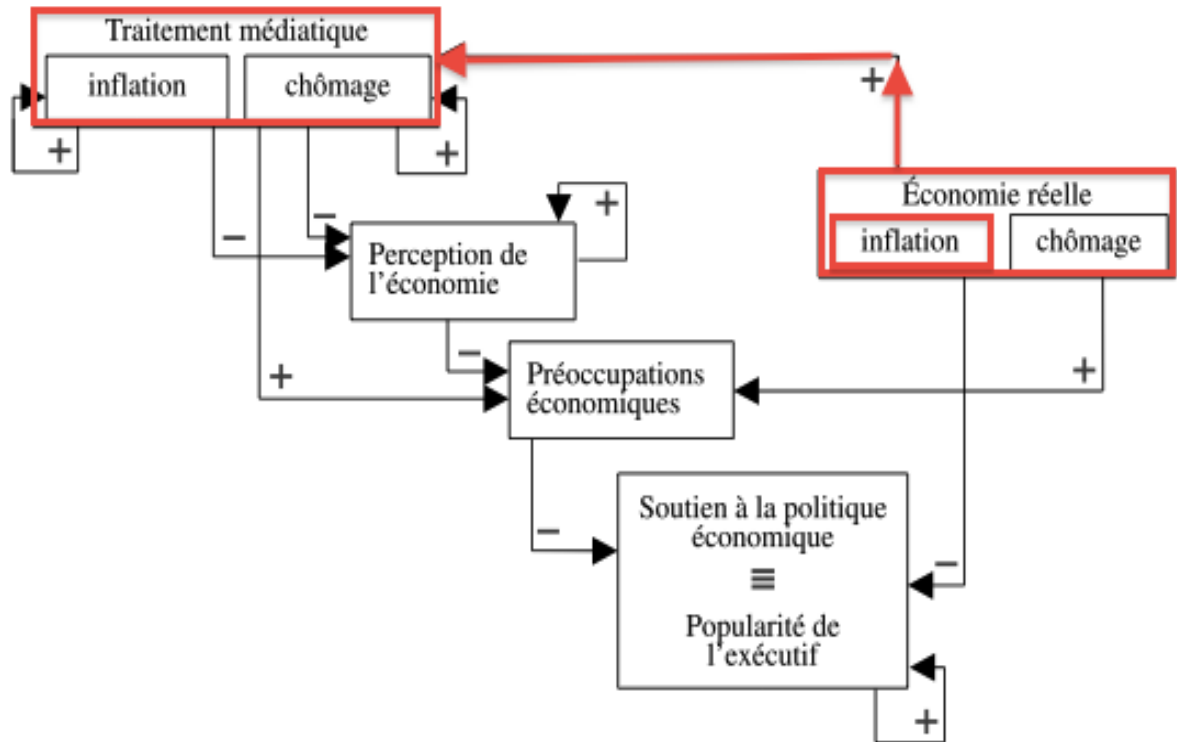 Traitement médiatique
inflation
chômage
+
+
+
Économie réelle
inflation
chômage
−
−
+
Perception de
l’économie
−
+
Préoccupations
économiques
+
−
Soutien à la politique
économique
≡
Popularité de
l’exécutif
−
+